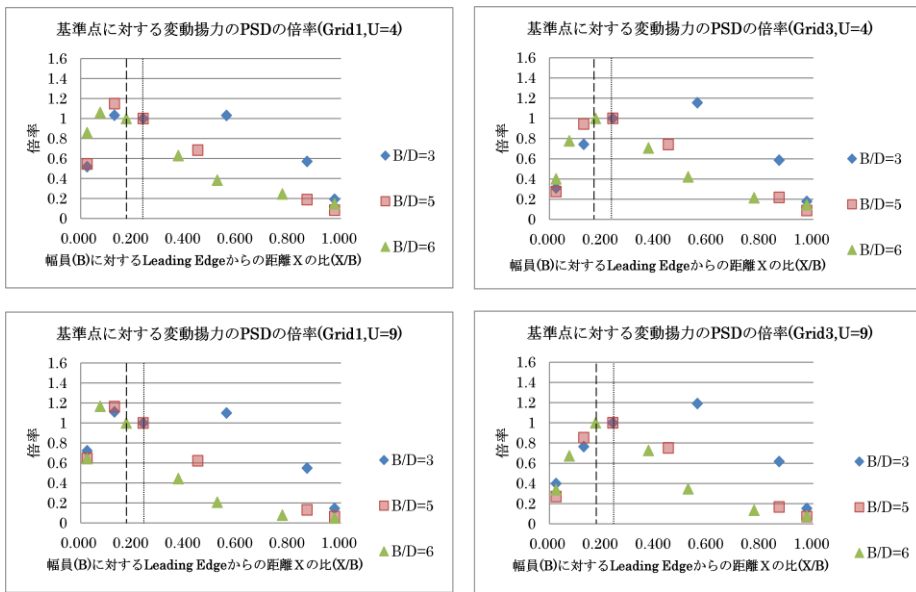 基準点に対する変動揚力のPSDの倍率(Grid1,U=4)
1.6
1.4
1.2
1
0.8
0.6
0.4
0.2
0
倍率
0.000 0.200 0.400 0.600 0.800 1.000
幅員(B)に対するLeading Edgeからの距離Xの比(X/B)
B/D=3
B/D=5
B/D=6
基準点に対する変動揚力のPSDの倍率(Grid3,U=4)
1.6
1.4
1.2
1
0.8
0.6
0.4
0.2
0
倍率
0.000 0.200 0.400 0.600 0.800 1.000
幅員(B)に対するLeading Edgeからの距離Xの比(X/B)
B/D=3
B/D=5
B/D=6
基準点に対する変動揚力のPSDの倍率(Grid1,U=9)
1.6
1.4
1.2
1
0.8
0.6
0.4
0.2
0
倍率
0.000 0.200 0.400 0.600 0.800 1.000
幅員(B)に対するLeading Edgeからの距離Xの比(X/B)
B/D=3
B/D=5
B/D=6
基準点に対する変動揚力のPSDの倍率(Grid3,U=9)
1.6
1.4
1.2
1
0.8
0.6
0.4
0.2
0
倍率
0.000 0.200 0.400 0.600 0.800 1.000
幅員(B)に対するLeading Edgeからの距離Xの比(X/B)
B/D=3
B/D=5
B/D=6